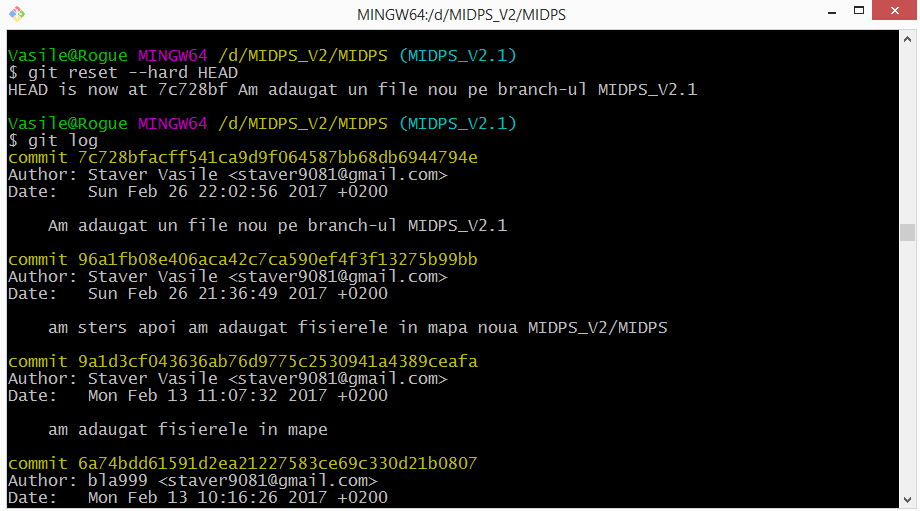 MINGW64:/d/MIDPS_V2/MIDPS
Vasile@Rogue MINGW64 /d/MIDPS_V2/MIDPS (MIDPS_V2.1)
$ git reset --hard HEAD
HEAD is now at 7c728bf Am adaugat un file nou pe branch-ul MIDPS_V2.1
Vasile@Rogue MINGW64 /d/MIDPS_V2/MIDPS (MIDPS_V2.1)
$ git log
commit 7c728bfacff541ca9d9f064587bb68db6944794e
Author: Staver Vasile <staver9081@gmail.com>
Date:   Sun Feb 26 22:02:56 2017 +0200
    Am adaugat un file nou pe branch-ul MIDPS_V2.1
commit 96a1fb08e406aca42c7ca590ef4f3f13275b99bb
Author: Staver Vasile <staver9081@gmail.com>
Date:   Sun Feb 26 21:36:49 2017 +0200
    am sters apoi am adaugat fisierele in mapa noua MIDPS_V2/MIDPS
commit 9a1d3cf043636ab76d9775c2530941a4389ceafa
Author: Staver Vasile <staver9081@gmail.com>
Date:   Mon Feb 13 11:07:32 2017 +0200
    am adaugat fisierele in mape
commit 6a74bdd61591d2ea21227583ce69c330d21b0807
Author: bla999 <staver9081@gmail.com>
Date:   Mon Feb 13 10:16:26 2017 +0200